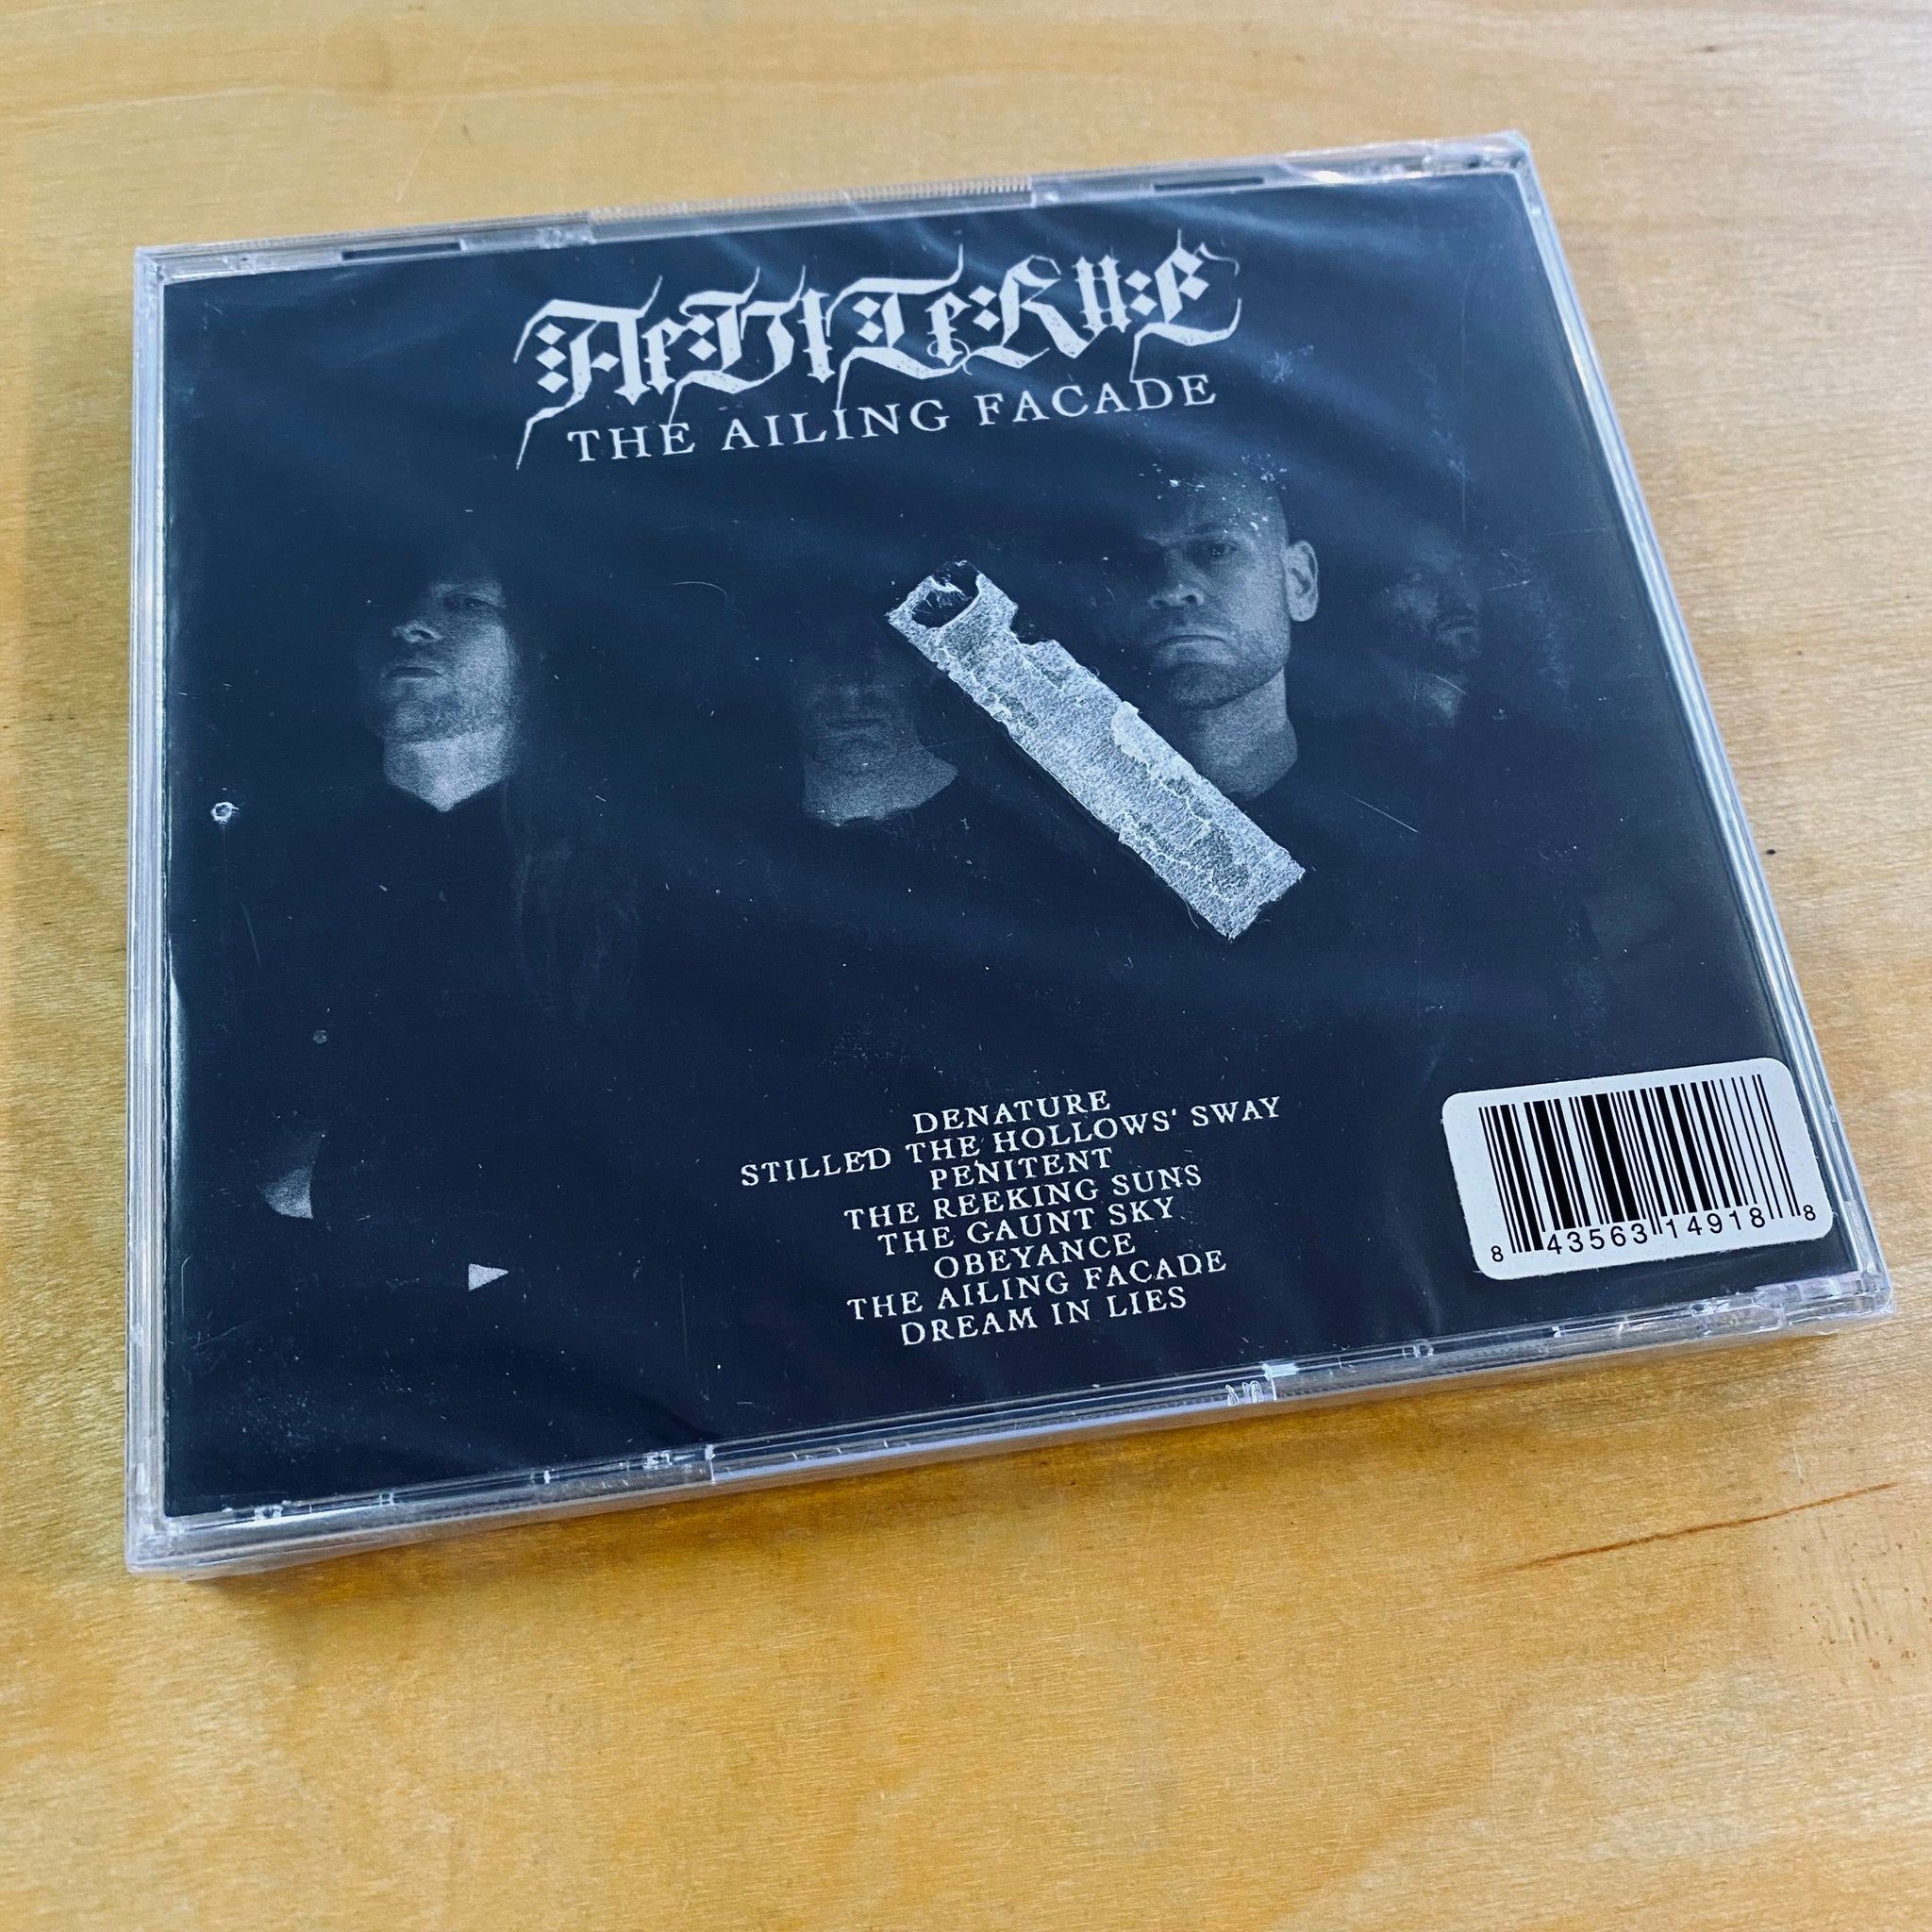 AEVITERNE
THE AILING FACADE
DENATURE
STILLED THE HOLLOWS' SWAY
PENITENT
THE REEKING SUNS
THE GAUNT SKY
OBEYANCE
THE AILING FACADE
DREAM IN LIES
8 43563 14918 8